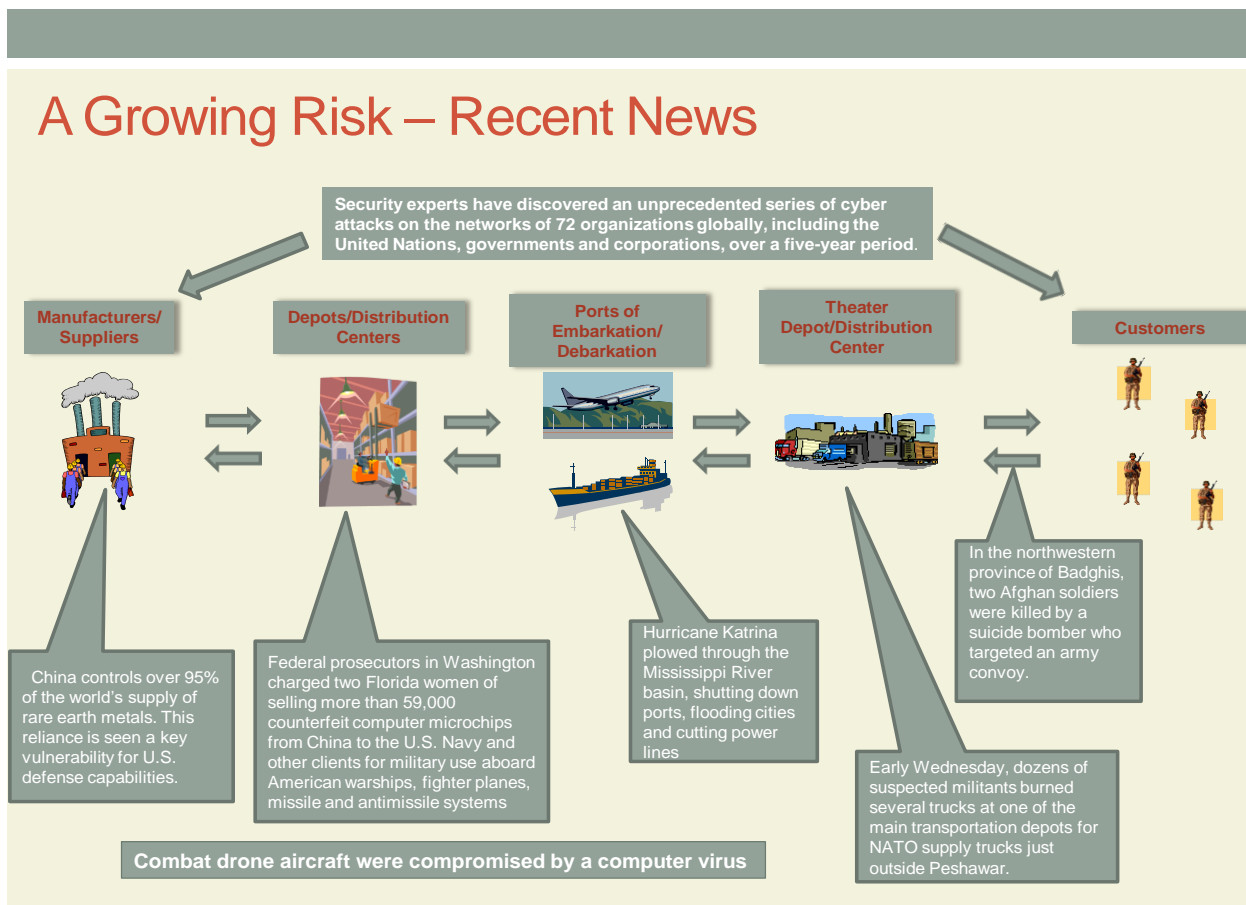 A Growing Risk – Recent News
Security experts have discovered an unprecedented series of cyber
attacks on the networks of 72 organizations globally, including the
United Nations, governments and corporations, over a five-year period.
Manufacturers/
Suppliers
Depots/Distribution
Centers
Ports of
Embarkation/
Debarkation
Theater
Depot/Distribution
Center
Customers
China controls over 95%
of the world's supply of
rare earth metals. This
reliance is seen a key
vulnerability for U.S.
defense capabilities.
Federal prosecutors in Washington
charged two Florida women of
selling more than 59,000
counterfeit computer microchips
from China to the U.S. Navy and
other clients for military use aboard
American warships, fighter planes,
missile and antimissile systems
Hurricane Katrina
plowed through the
Mississippi River
basin, shutting down
ports, flooding cities
and cutting power
lines
In the northwestern
province of Badghis,
two Afghan soldiers
were killed by a
suicide bomber who
targeted an army
convoy.
Early Wednesday, dozens of
suspected militants burned
several trucks at one of the
main transportation depots for
NATO supply trucks just
outside Peshawar.
Combat drone aircraft were compromised by a computer virus